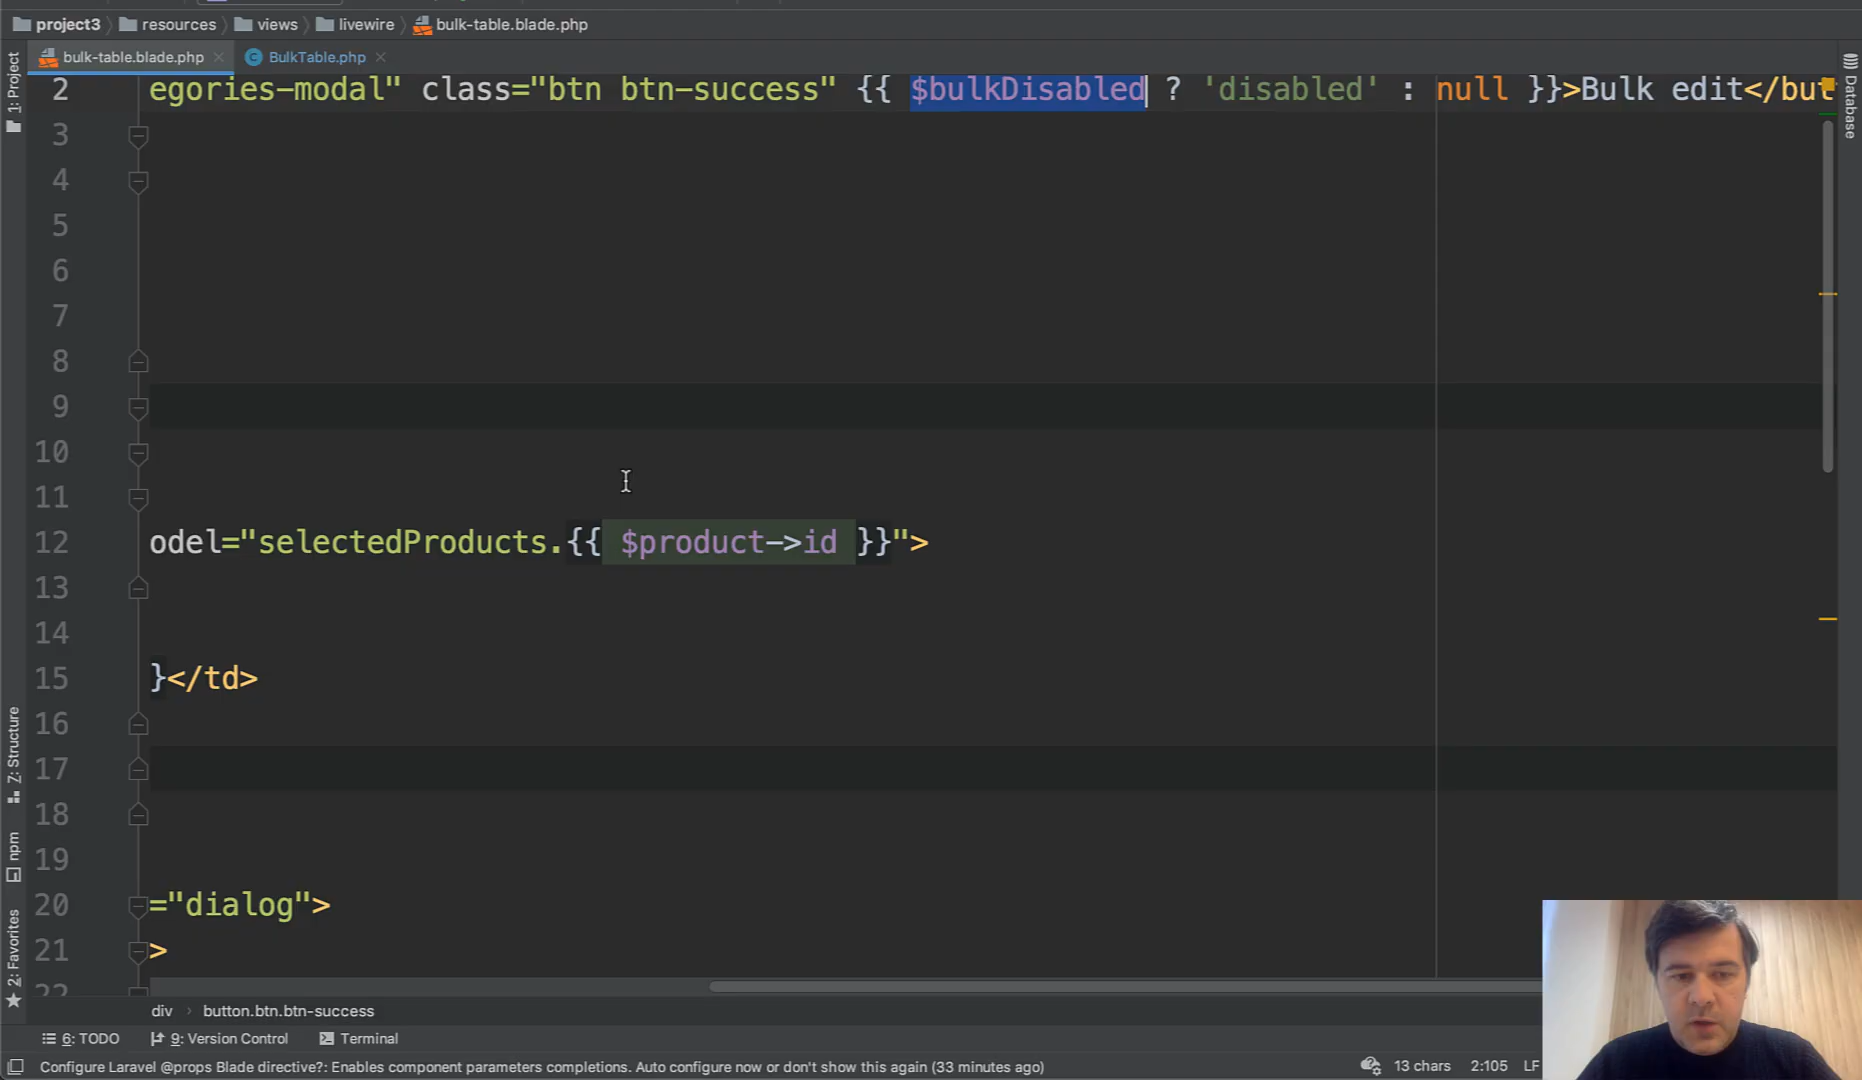 project3 resources views livewire bulk-table.blade.php
bulk-table.blade.php BulkTable.php
2 egories-modal" class="btn btn-success" {{ $bulkDisabled ? 'disabled' : null }}>Bulk edit</but
3
4
5
6
7
8
9
10
11
12 odel="selectedProducts.{{ $product->id }}">
13
14
15 }</td>
16
17
18
19
20 ="dialog">
21 >
22
1: Project
Z: Structure
npm
2: Favorites
Database
div › button.btn.btn-success
6: TODO 9: Version Control Terminal
Configure Laravel @props Blade directive?: Enables component parameters completions. Auto configure now or don't show this again (33 minutes ago) 13 chars 2:105 LF